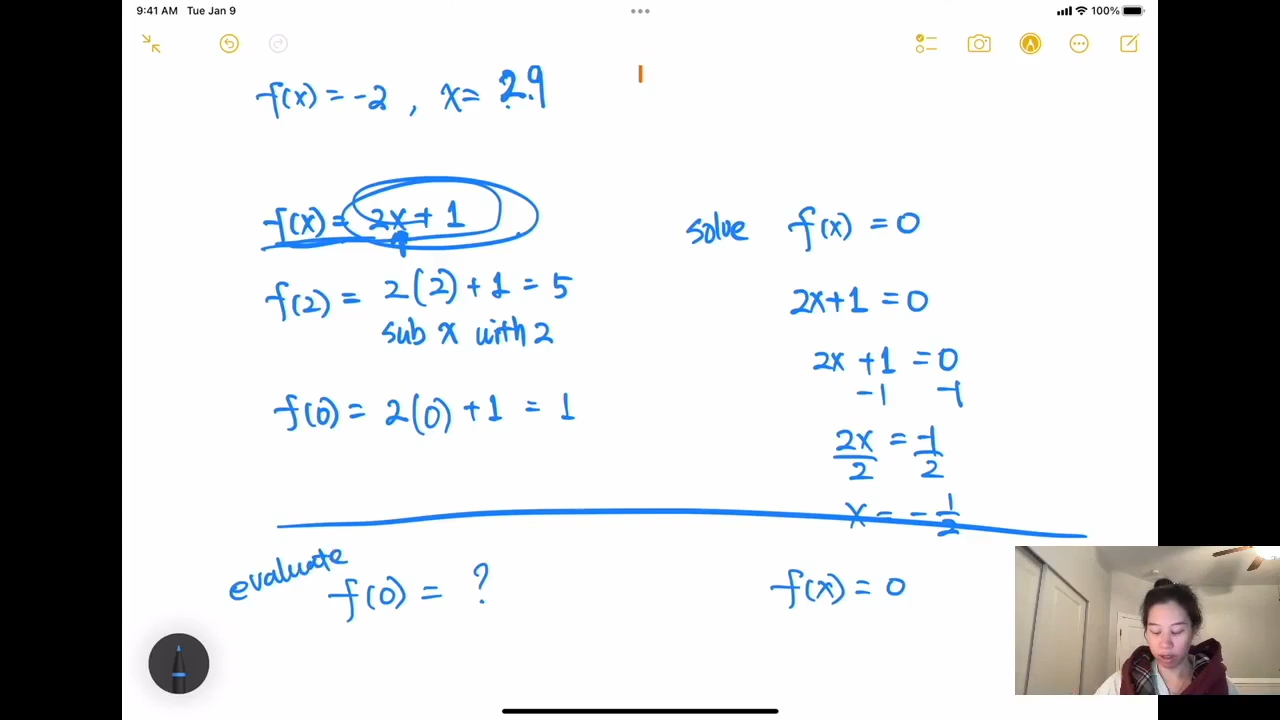 9:41 AM Tue Jan 9
100%
f(x) = -2 , x = 2.9
f(x) = 2x + 1
f(2) = 2(2) + 1 = 5
sub x with 2
f(0) = 2(0) + 1 = 1
solve f(x) = 0
2x+1 = 0
2x +1 = 0
-1 -1
2x = -1
2 2
x = - 1/2
evaluate f(0) = ?
f(x) = 0